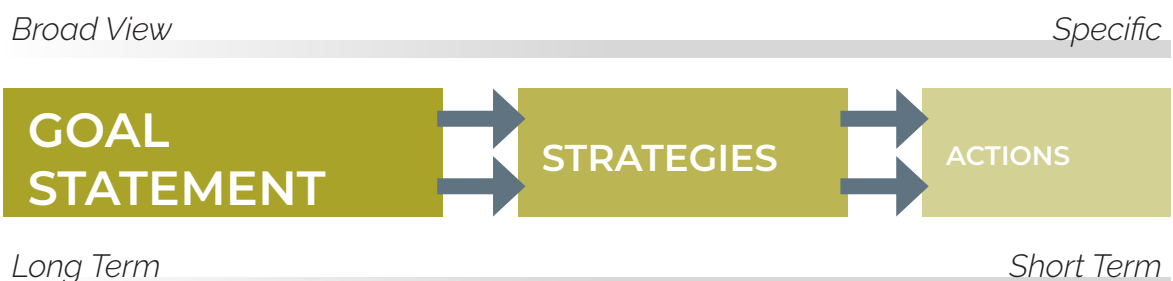 Broad View
Specific
GOAL
STATEMENT
STRATEGIES
ACTIONS
Long Term
Short Term